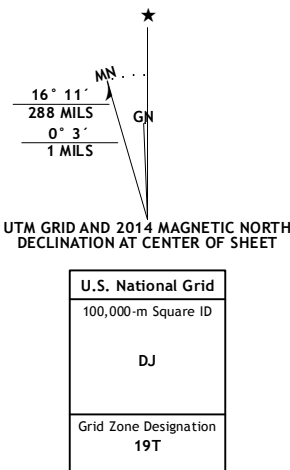 MN
GN
16° 11´
288 MILS
0° 3´
1 MILS
UTM GRID AND 2014 MAGNETIC NORTH
DECLINATION AT CENTER OF SHEET
U.S. National Grid
100,000-m Square ID
DJ
Grid Zone Designation
19T